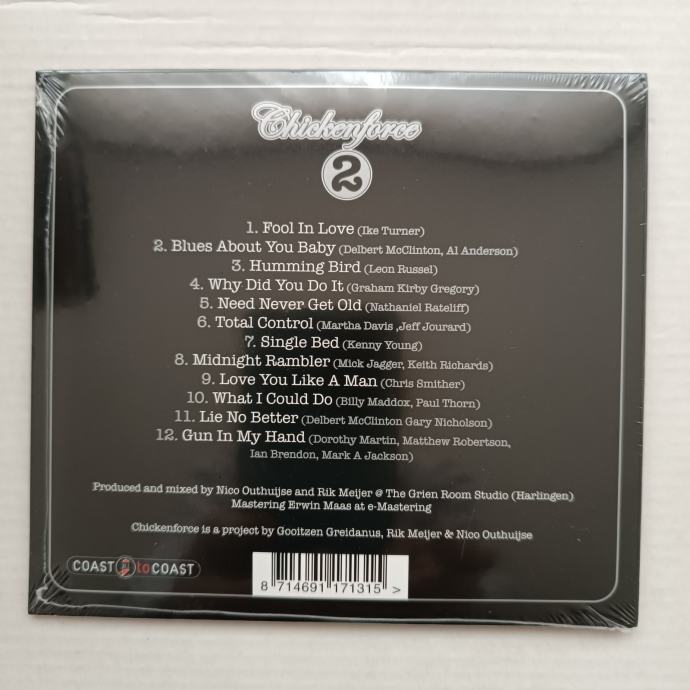 Chickenforce
2
1. Fool In Love (Ike Turner)
2. Blues About You Baby (Delbert McClinton, Al Anderson)
3. Humming Bird (Leon Russel)
4. Why Did You Do It (Graham Kirby Gregory)
5. Need Never Get Old (Nathaniel Rateliff)
6. Total Control (Martha Davis ,Jeff Jourard)
7. Single Bed (Kenny Young)
8. Midnight Rambler (Mick Jagger, Keith Richards)
9. Love You Like A Man (Chris Smither)
10. What I Could Do (Billy Maddox, Paul Thorn)
11. Lie No Better (Delbert McClinton Gary Nicholson)
12. Gun In My Hand (Dorothy Martin, Matthew Robertson,
Ian Brendon, Mark A Jackson)
Produced and mixed by Nico Outhuijse and Rik Meijer @ The Grien Room Studio (Harlingen)
Mastering Erwin Maas at e-Mastering
Chickenforce is a project by Gooitzen Greidanus, Rik Meijer & Nico Outhuijse
COAST to COAST
8 714691 171315 >